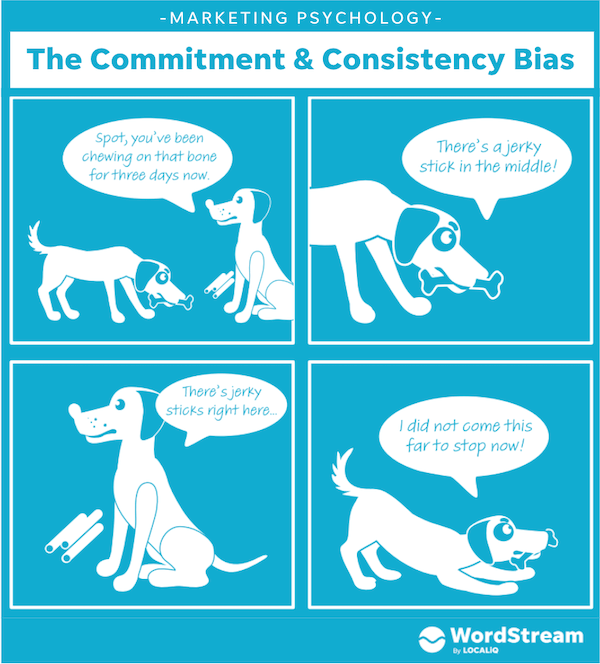 -MARKETING PSYCHOLOGY-
The Commitment & Consistency Bias
Spot, you've been
chewing on that bone
for three days now.
There's a jerky
stick in the middle!
There's jerky
sticks right here...
I did not come this
far to stop now!
WordStream
By LOCALiQ